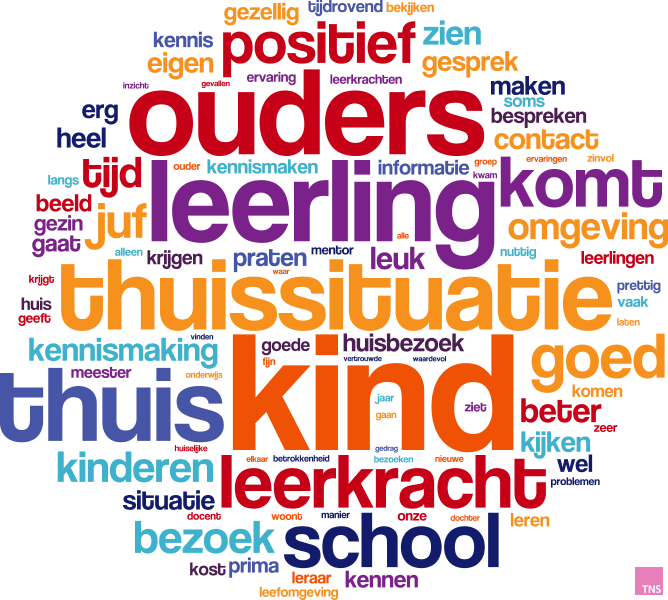 gezellig tijdrovend bekijken
kennis positief zien
eigen gesprek
inzicht gevallen ervaring leerkrachten maken
soms
erg ouders bespreken
heel contact
tijd ouder kennismaken informatie groep ervaringen zinvol
langs leerling kwam komt
beeld
gezin juf omgeving
gaat alle
alleen krijgen praten mentor leuk nuttig leerlingen
waar
krijgt thuissituatie prettig
huis vaak
geeft laten
vinden
kennismaking goede huisbezoek goed
fijn vertrouwde waardevol
meester onderwijs kind
thuis jaar komen
gaan ziet beter
zeer
huiselijke gedrag kijken
kinderen elkaar betrokkenheid bezoeken nieuwe wel
leerkracht problemen
situatie
docent woont manier onze dochter leren
bezoek school
kost prima leraar kennen
leefomgeving
TNS